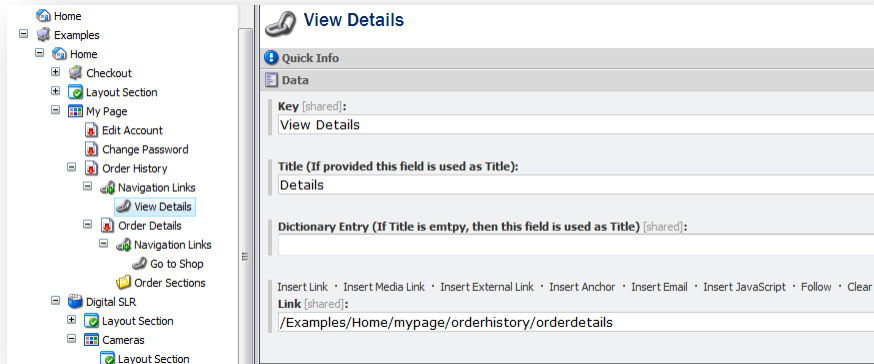 Home
Examples
Home
Checkout
Layout Section
My Page
Edit Account
Change Password
Order History
Navigation Links
View Details
Order Details
Navigation Links
Go to Shop
Order Sections
Digital SLR
Layout Section
Cameras
Layout Section
View Details
Quick Info
Data
Key [shared]:
View Details
Title (If provided this field is used as Title):
Details
Dictionary Entry (If Title is emtpy, then this field is used as Title) [shared]:
Insert Link · Insert Media Link · Insert External Link · Insert Anchor · Insert Email · Insert JavaScript · Follow · Clear
Link [shared]:
/Examples/Home/mypage/orderhistory/orderdetails